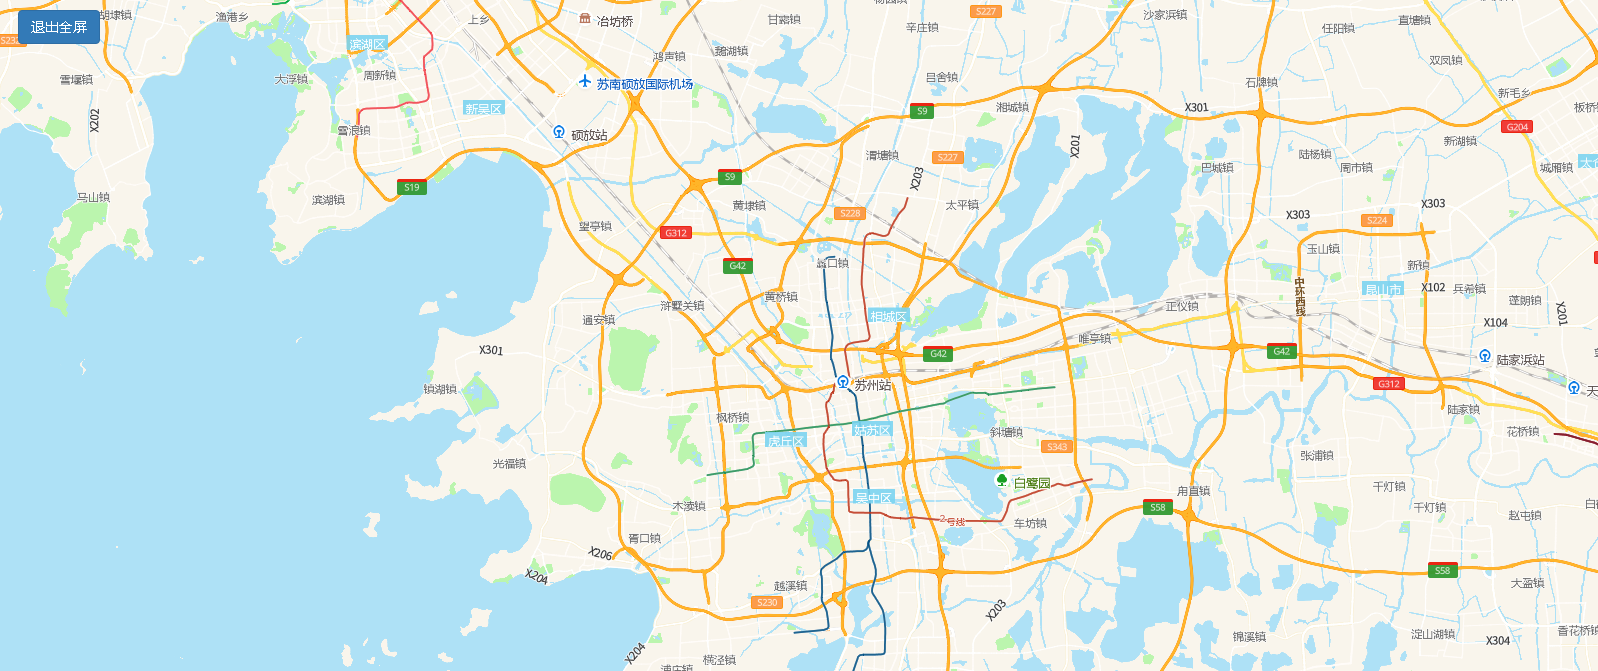 胡埭镇
渔港乡
上乡
冶坊桥
甘露镇
S227
沙家浜镇
直塘镇
退出全屏
辛庄镇
任阳镇
S232
滨湖区
鸿声镇
鹅湖镇
双凤镇
雪堰镇
大浮镇
周新镇
苏南硕放国际机场
吕舍镇
石牌镇
新毛乡
X202
新吴区
S9
湘城镇
X301
板桥镇
雪浪镇
硕放站
X201
G204
新湖镇
渭塘镇
S227
陆杨镇
周市镇
巴城镇
城厢镇
S9
X203
S19
马山镇
滨湖镇
黄埭镇
S228
太平镇
X303
X303
S224
望亭镇
G312
玉山镇
G42
蠡口镇
新镇
中环西线
昆山市
X102
兵希镇
黄桥镇
浒墅关镇
正仪镇
蓬朗镇
X201
通安镇
相城区
X104
唯亭镇
X301
G42
G42
陆家浜站
镇湖镇
苏州站
G312
天
枫桥镇
陆家镇
虎丘区
姑苏区
斜塘镇
花桥镇
S343
张浦镇
光福镇
白鹭园
千灯镇
甪直镇
吴中区
木渎镇
S58
千灯镇
赵屯镇
2号线
车坊镇
胥口镇
X206
X204
S58
越溪镇
大盈镇
S230
X203
锦溪镇
淀山湖镇
X304
香花桥镇
X204
横泾镇
浦庄镇